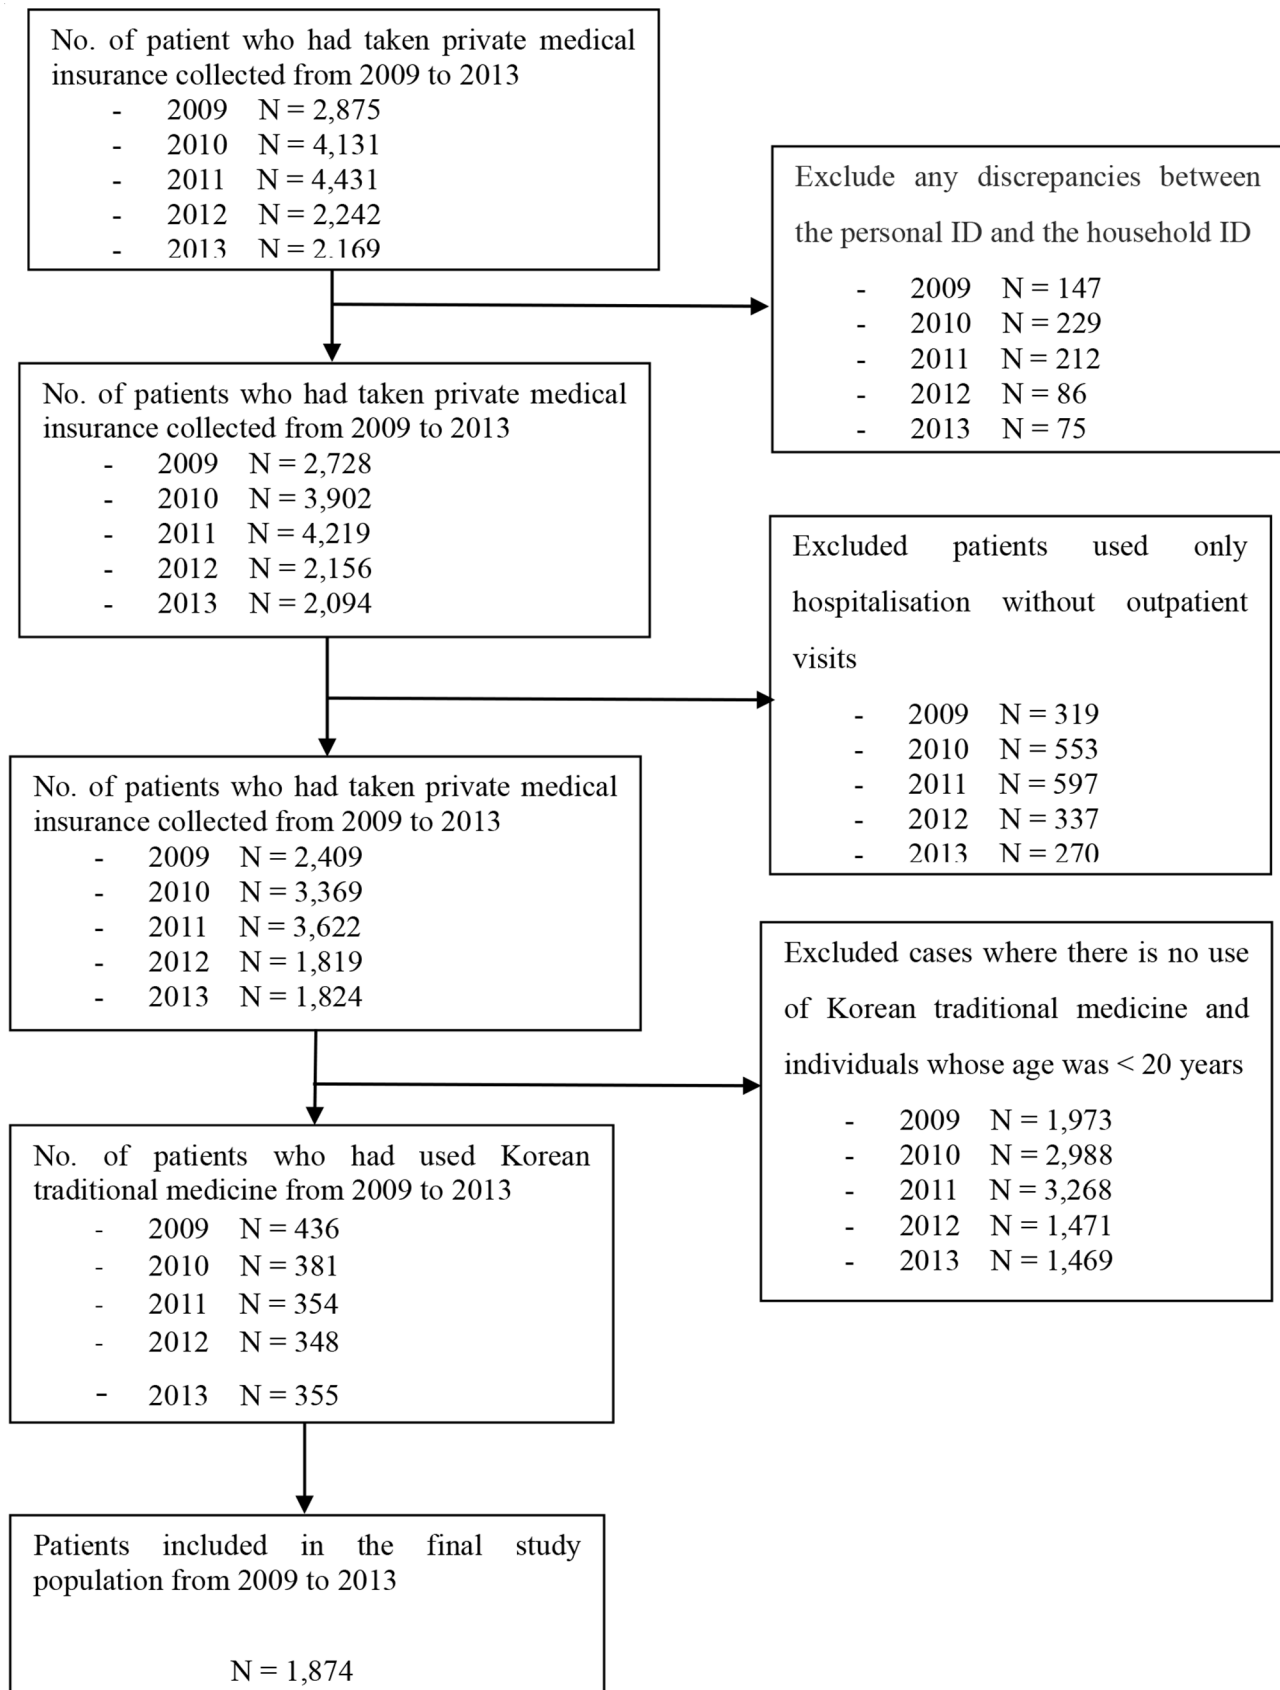 No. of patient who had taken private medical
insurance collected from 2009 to 2013
- 2009 N = 2,875
- 2010 N = 4,131
- 2011 N = 4,431
- 2012 N = 2,242
- 2013 N = 2.169
Exclude any discrepancies between
the personal ID and the household ID
- 2009 N = 147
- 2010 N = 229
- 2011 N = 212
- 2012 N = 86
- 2013 N = 75
No. of patients who had taken private medical
insurance collected from 2009 to 2013
- 2009 N = 2,728
- 2010 N = 3,902
- 2011 N = 4,219
- 2012 N = 2,156
- 2013 N = 2,094
Excluded patients used only
hospitalisation without outpatient
visits
- 2009 N = 319
- 2010 N = 553
- 2011 N = 597
- 2012 N = 337
- 2013 N = 270
No. of patients who had taken private medical
insurance collected from 2009 to 2013
- 2009 N = 2,409
- 2010 N = 3,369
- 2011 N = 3,622
- 2012 N = 1,819
- 2013 N = 1,824
Excluded cases where there is no use
of Korean traditional medicine and
individuals whose age was < 20 years
- 2009 N = 1,973
- 2010 N = 2,988
- 2011 N = 3,268
- 2012 N = 1,471
- 2013 N = 1,469
No. of patients who had used Korean
traditional medicine from 2009 to 2013
- 2009 N = 436
- 2010 N = 381
- 2011 N = 354
- 2012 N = 348
- 2013 N = 355
Patients included in the final study
population from 2009 to 2013
N = 1,874